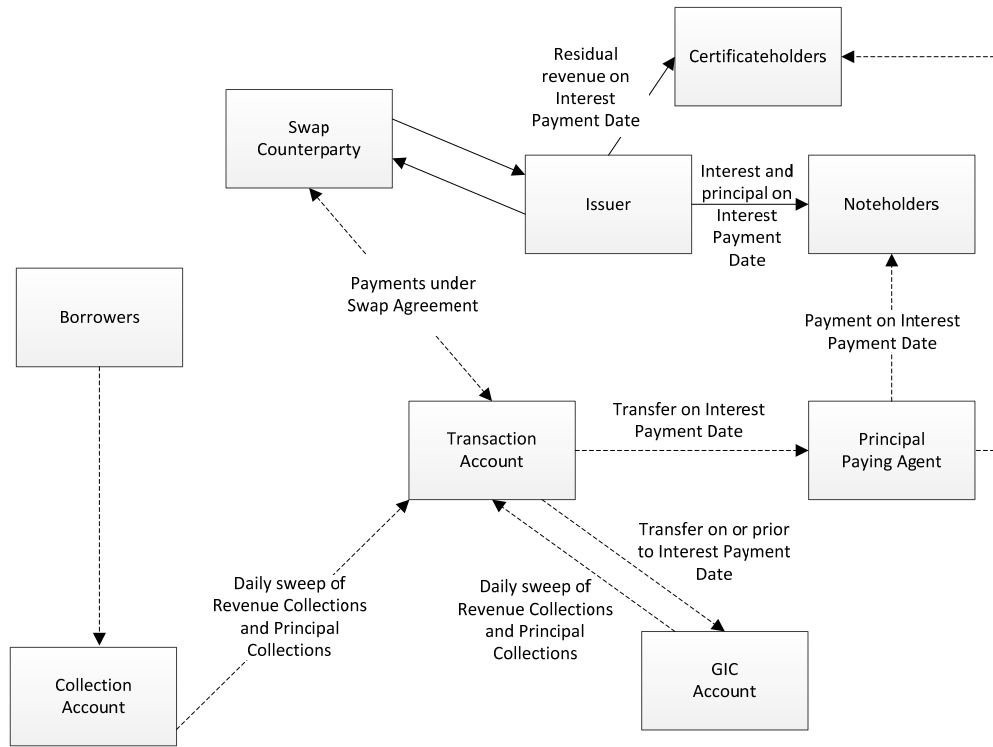 Certificateholders
Residual
revenue on
Interest
Payment Date
Swap
Counterparty
Issuer
Interest and
principal on
Interest
Payment
Date
Noteholders
Payments under
Swap Agreement
Borrowers
Payment on Interest
Payment Date
Transaction
Account
Transfer on Interest
Payment Date
Principal
Paying Agent
Transfer on or prior
to Interest Payment
Date
Daily sweep of
Revenue Collections
and Principal
Collections
Daily sweep of
Revenue Collections
and Principal
Collections
Collection
Account
GIC
Account